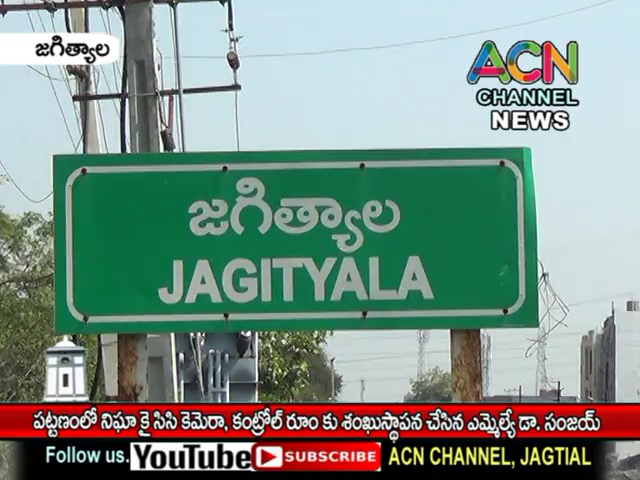 జగిత్యాల
ACN
CHANNEL
NEWS
జగిత్యాల
JAGITYALA
పట్టణంలో నిఘా కై సిసి కెమెరా, కంట్రోల్ రూం కు శంఖుస్థాపన చేసిన ఎమ్మెల్యే డా. సంజయ్
Follow us. YouTube SUBSCRIBE ACN CHANNEL, JAGTIAL